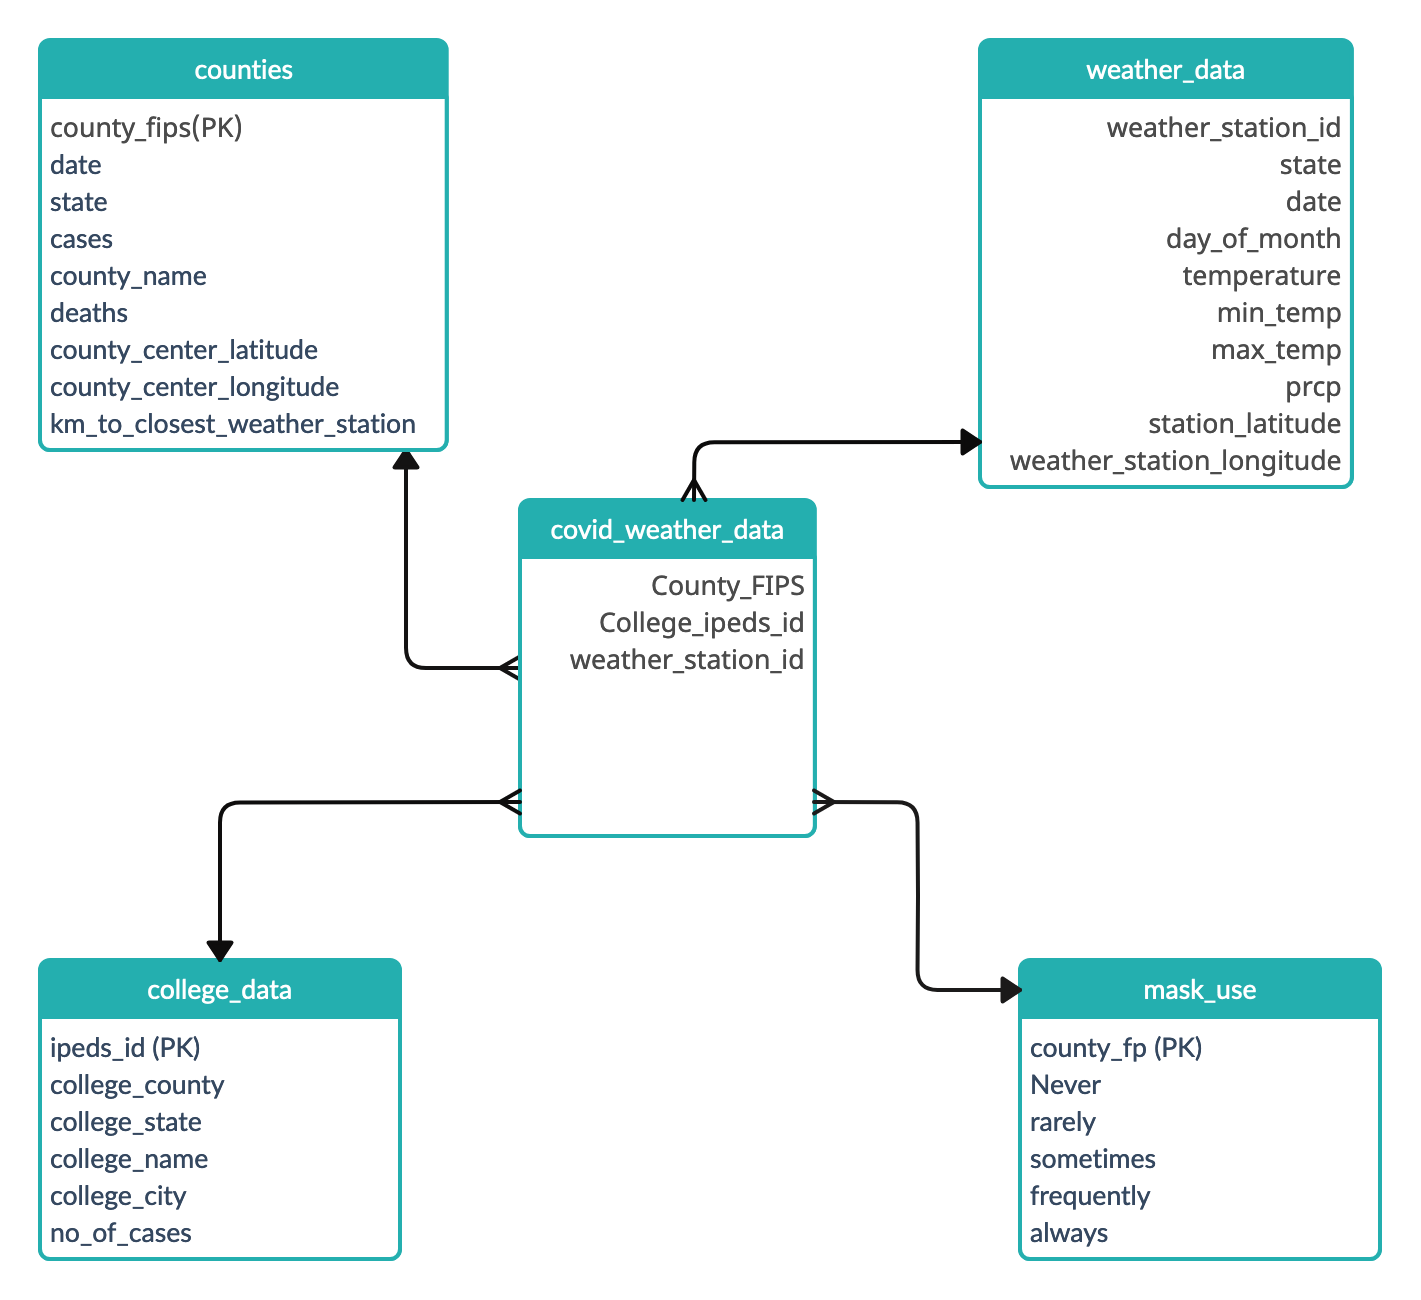 counties
county_fips(PK)
date
state
cases
county_name
deaths
county_center_latitude
county_center_longitude
km_to_closest_weather_station
weather_data
weather_station_id
state
date
day_of_month
temperature
min_temp
max_temp
prcp
station_latitude
weather_station_longitude
covid_weather_data
County_FIPS
College_ipeds_id
weather_station_id
college_data
ipeds_id (PK)
college_county
college_state
college_name
college_city
no_of_cases
mask_use
county_fp (PK)
Never
rarely
sometimes
frequently
always